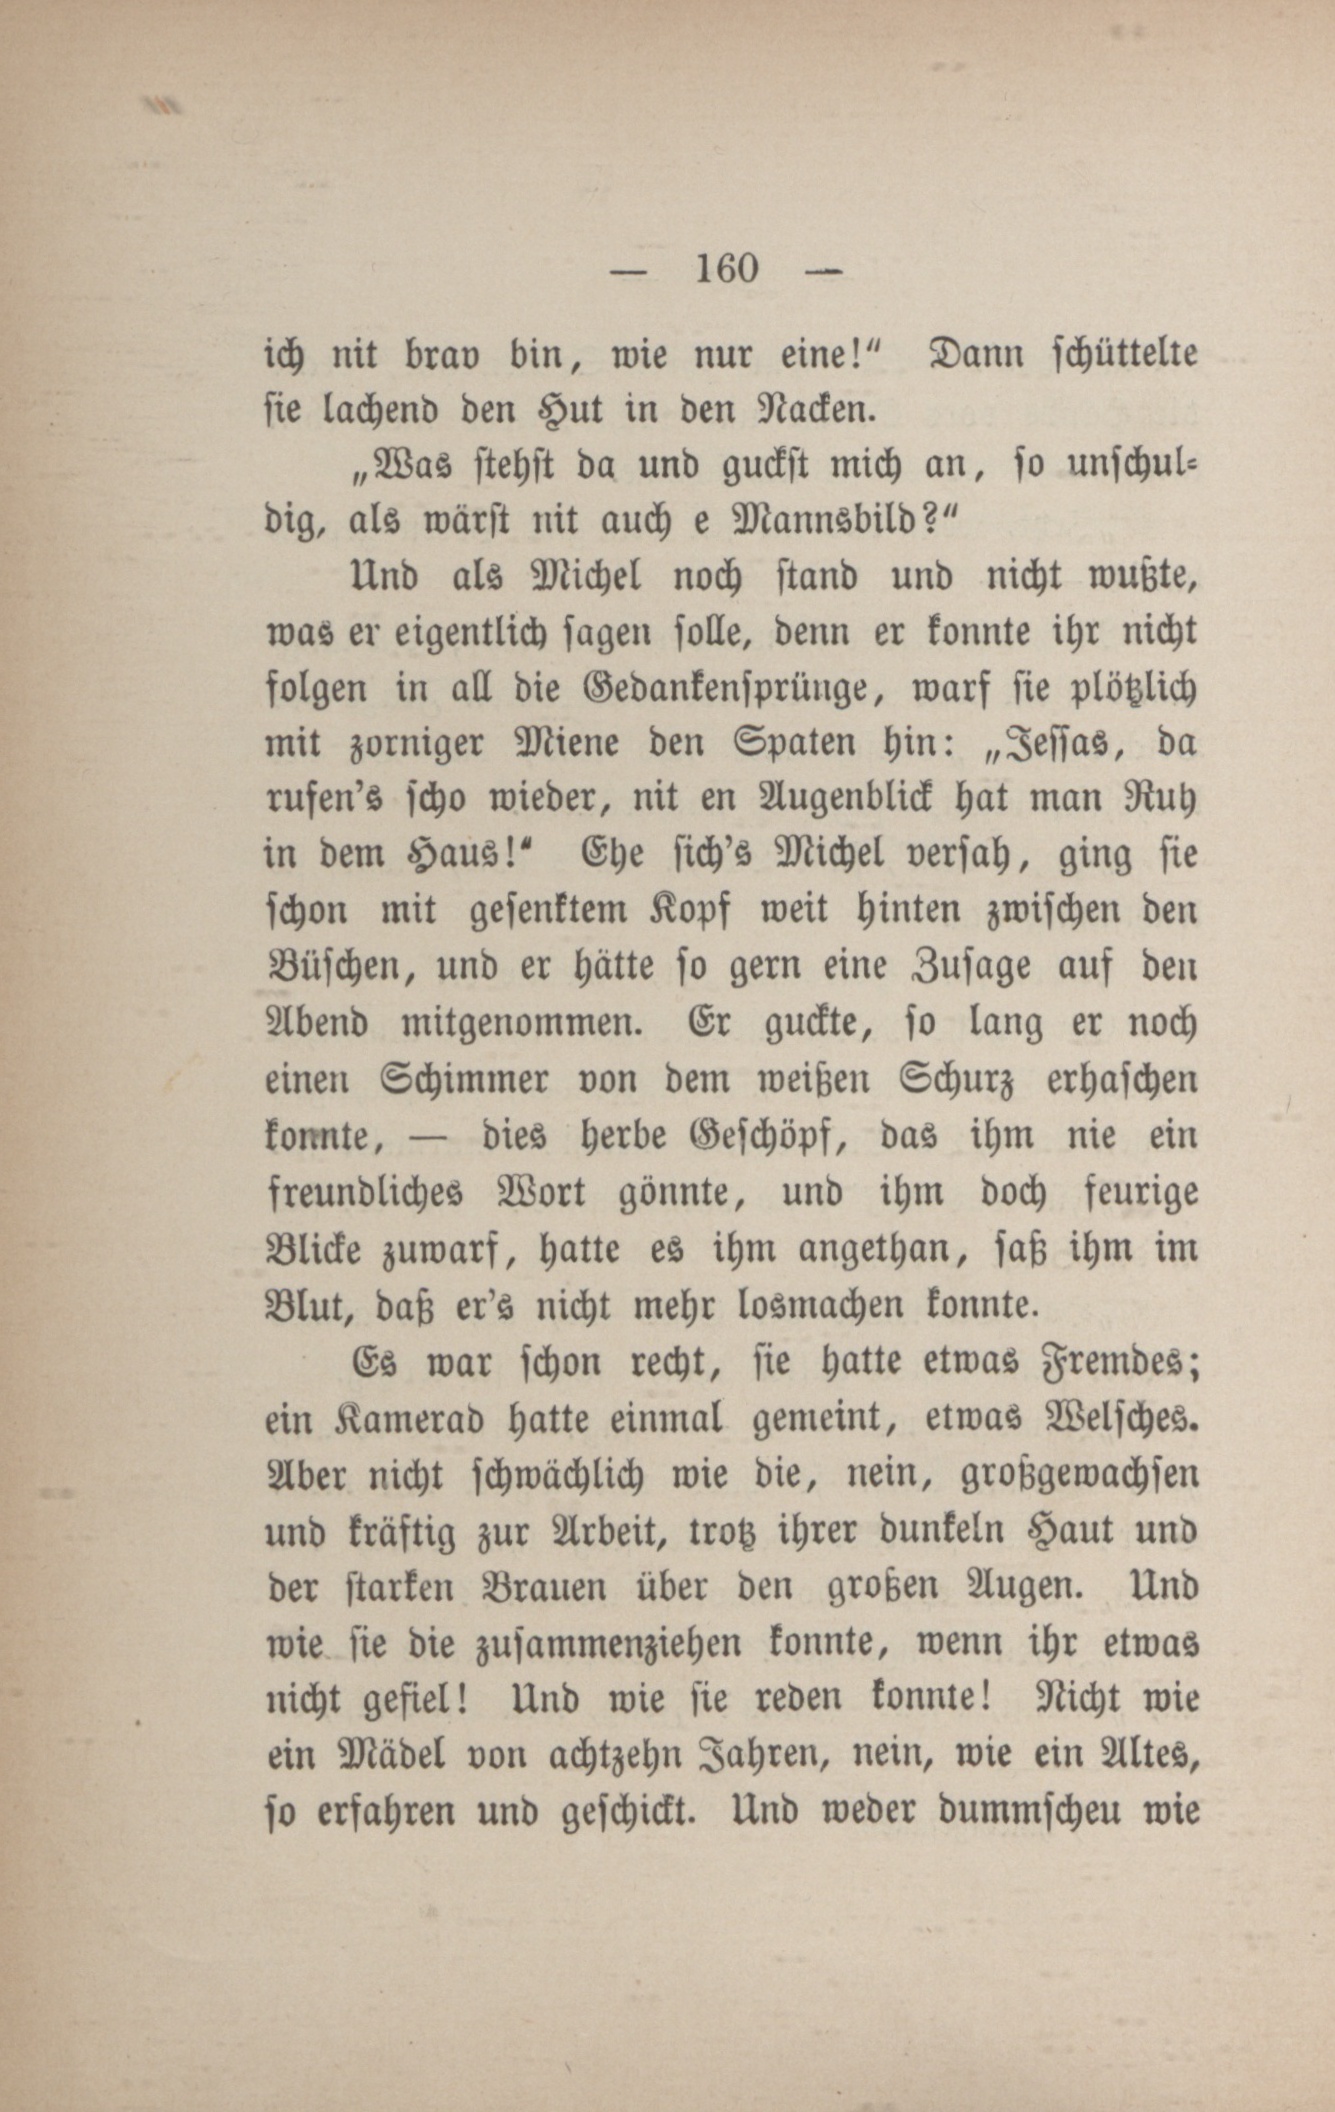 — 160 —
ich nit brav bin, wie nur eine!“ Dann schüttelte
sie lachend den Hut in den Nacken.
„Was stehst da und guckst mich an, so unschul-
dig, als wärst nit auch e Mannsbild?“
Und als Michel noch stand und nicht wußte,
was er eigentlich sagen solle, denn er konnte ihr nicht
folgen in all die Gedankensprünge, warf sie plötzlich
mit zorniger Miene den Spaten hin: „Jessas, da
rufen's scho wieder, nit en Augenblick hat man Ruh
in dem Haus!“ Ehe sich's Michel versah, ging sie
schon mit gesenktem Kopf weit hinten zwischen den
Büschen, und er hätte so gern eine Zusage auf den
Abend mitgenommen. Er guckte, so lang er noch
einen Schimmer von dem weißen Schurz erhaschen
konnte, — dies herbe Geschöpf, das ihm nie ein
freundliches Wort gönnte, und ihm doch feurige
Blicke zuwarf, hatte es ihm angethan, saß ihm im
Blut, daß er's nicht mehr losmachen konnte.
Es war schon recht, sie hatte etwas Fremdes;
ein Kamerad hatte einmal gemeint, etwas Welsches.
Aber nicht schwächlich wie die, nein, großgewachsen
und kräftig zur Arbeit, trotz ihrer dunkeln Haut und
der starken Brauen über den großen Augen. Und
wie sie die zusammenziehen konnte, wenn ihr etwas
nicht gefiel! Und wie sie reden konnte! Nicht wie
ein Mädel von achtzehn Jahren, nein, wie ein Altes,
so erfahren und geschickt. Und weder dummscheu wie